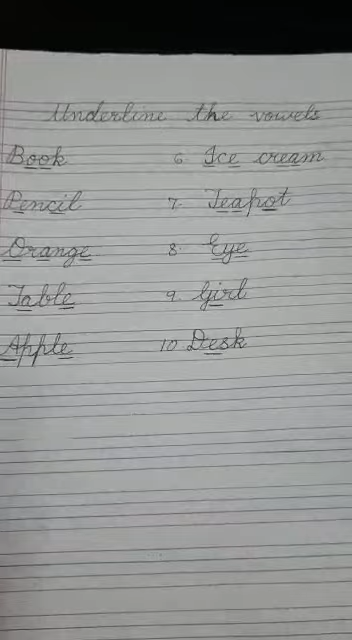 Underline the vowels
Book 6. Ice cream
Pencil 7. Teapot
Orange 8. Eye
Table 9. Girl
Apple 10 Desk